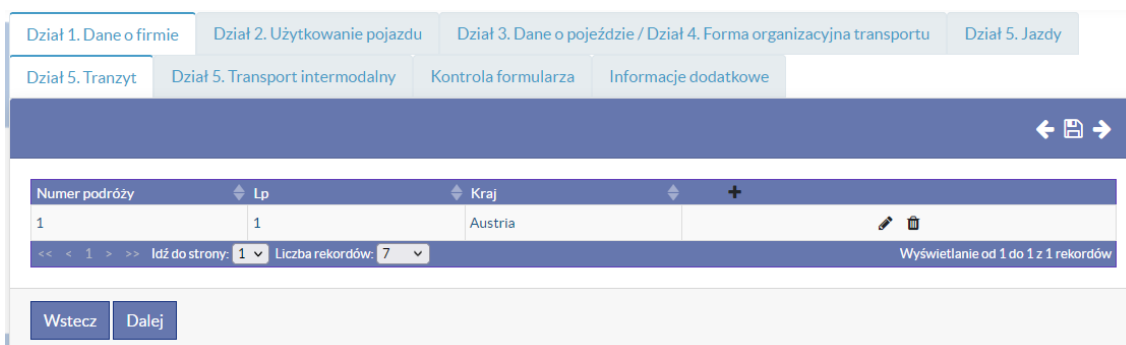 Dział 1. Dane o firmie Dział 2. Użytkowanie pojazdu Dział 3. Dane o pojeździe / Dział 4. Forma organizacyjna transportu Dział 5. Jazdy
Dział 5. Tranzyt Dział 5. Transport intermodalny Kontrola formularza Informacje dodatkowe
Numer podróży Lp Kraj
1 1 Austria
<< < 1 > >> Idź do strony: 1 Liczba rekordów: 7 Wyświetlanie od 1 do 1 z 1 rekordów
Wstecz Dalej